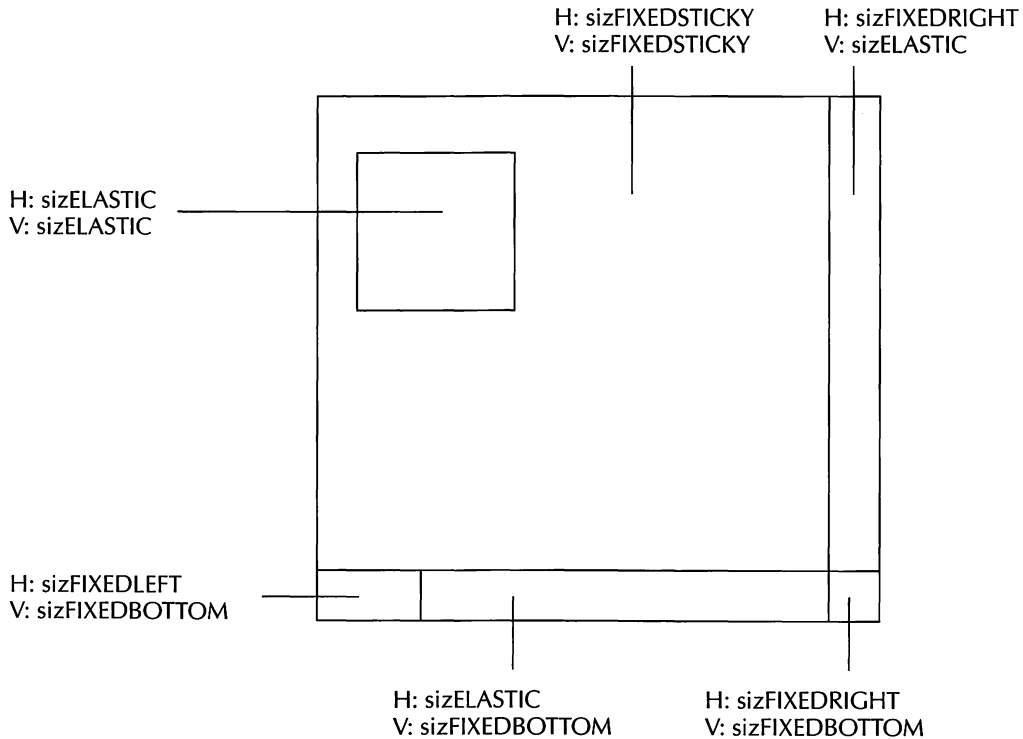 H: sizFIXEDSTICKY
V: sizFIXEDSTICKY
H: sizFIXEDRIGHT
V: sizELASTIC
H: sizELASTIC
V: sizELASTIC
H: sizFIXEDLEFT
V: sizFIXEDBOTTOM
H: sizELASTIC
V: sizFIXEDBOTTOM
H: sizFIXEDRIGHT
V: sizFIXEDBOTTOM